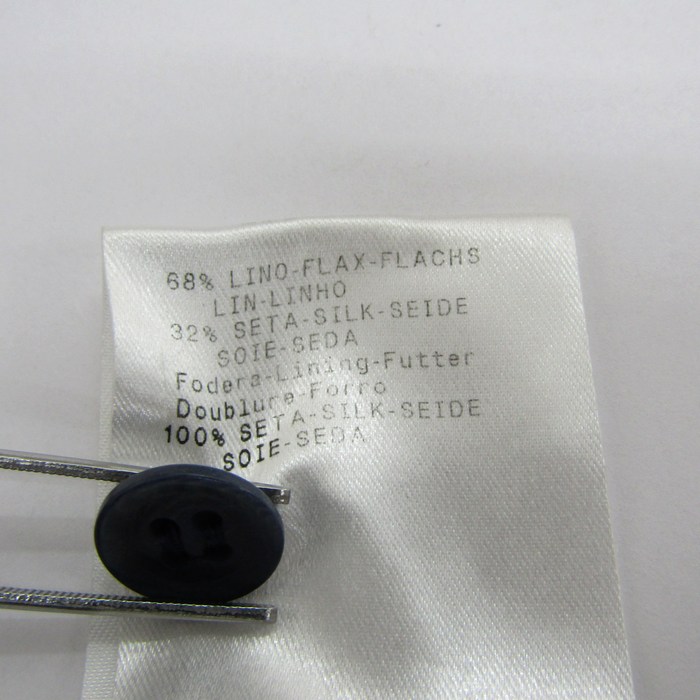 68% LINO-FLAX-FLACHS
LIN-LINHO
32% SETA-SILK-SEIDE
SOIE-SEDA
Fodera-Lining-Futter
Doublure-Forro
100% SETA-SILK-SEIDE
SOIE-SEDA